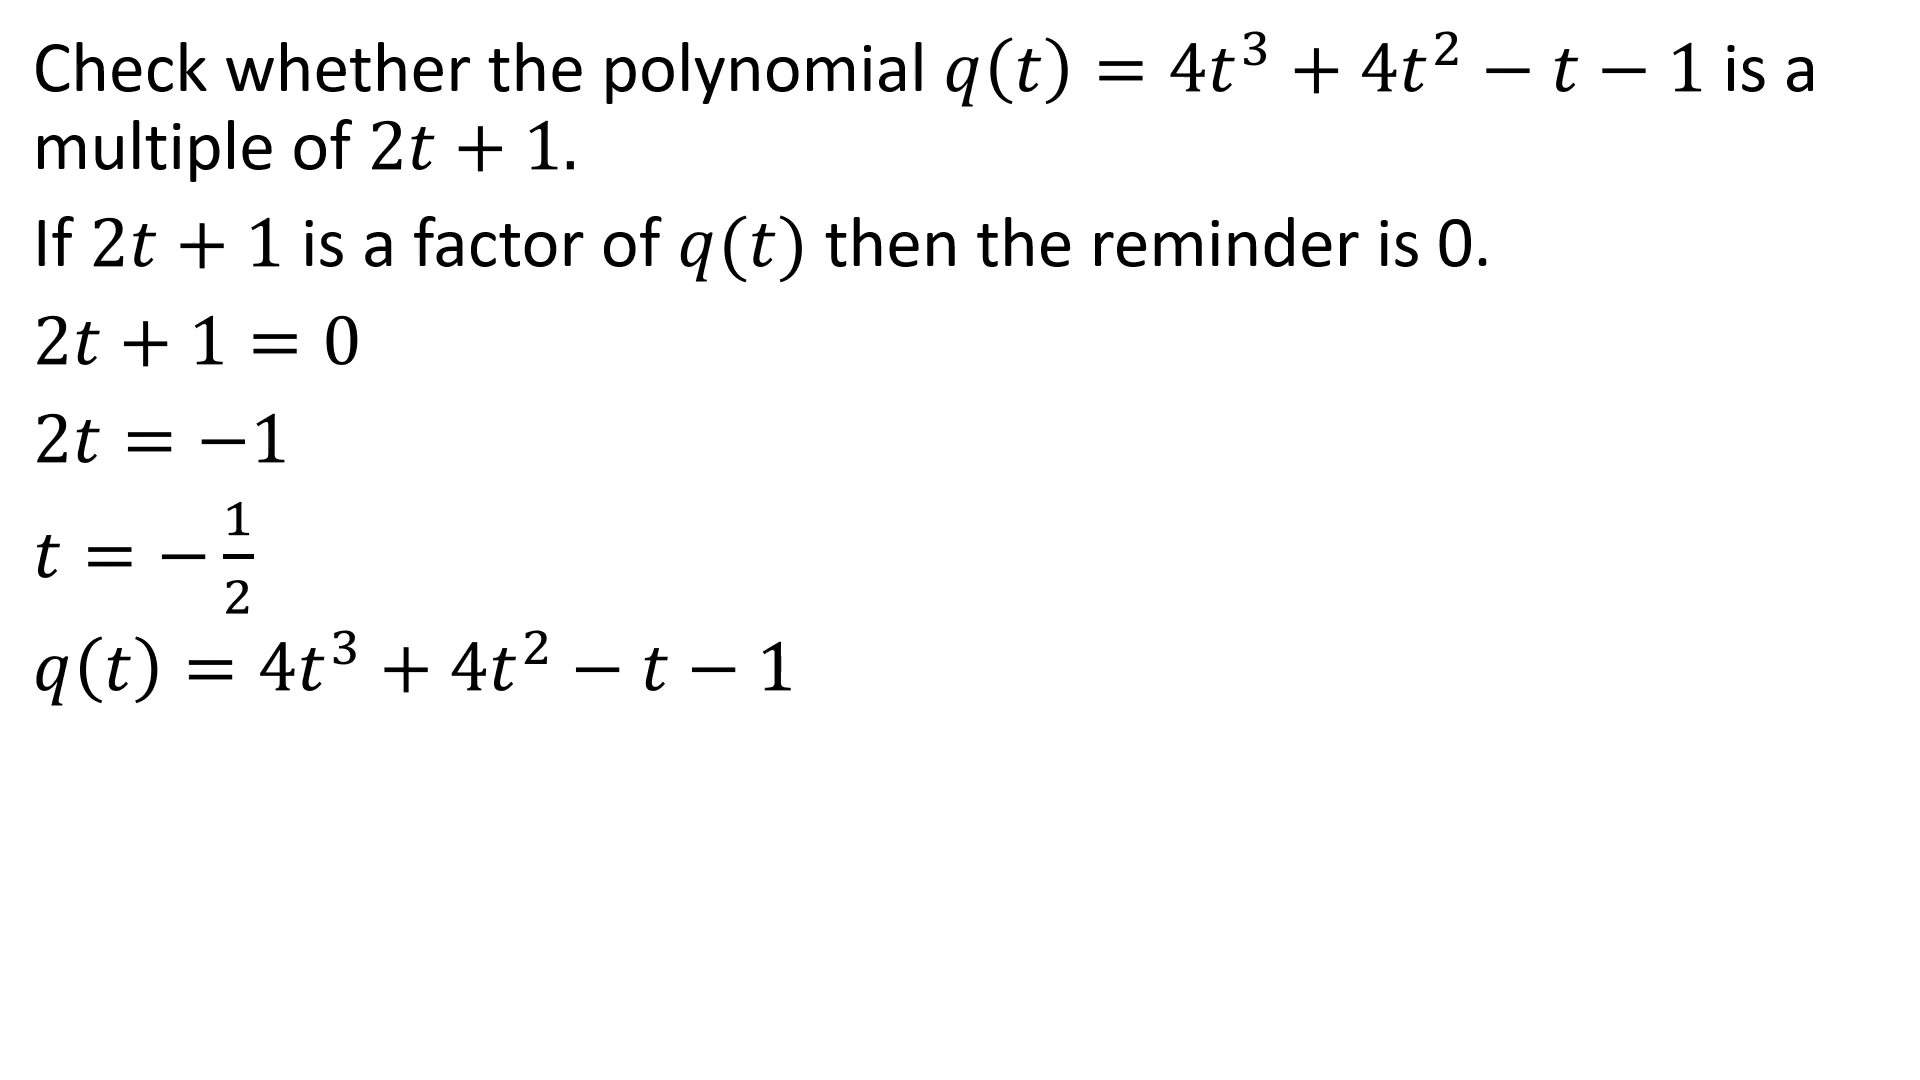 Check whether the polynomial q(t) = 4t³ + 4t² − t − 1 is a
multiple of 2t + 1.
If 2t + 1 is a factor of q(t) then the reminder is 0.
2t + 1 = 0
2t = −1
t = −1/2
q(t) = 4t³ + 4t² − t − 1